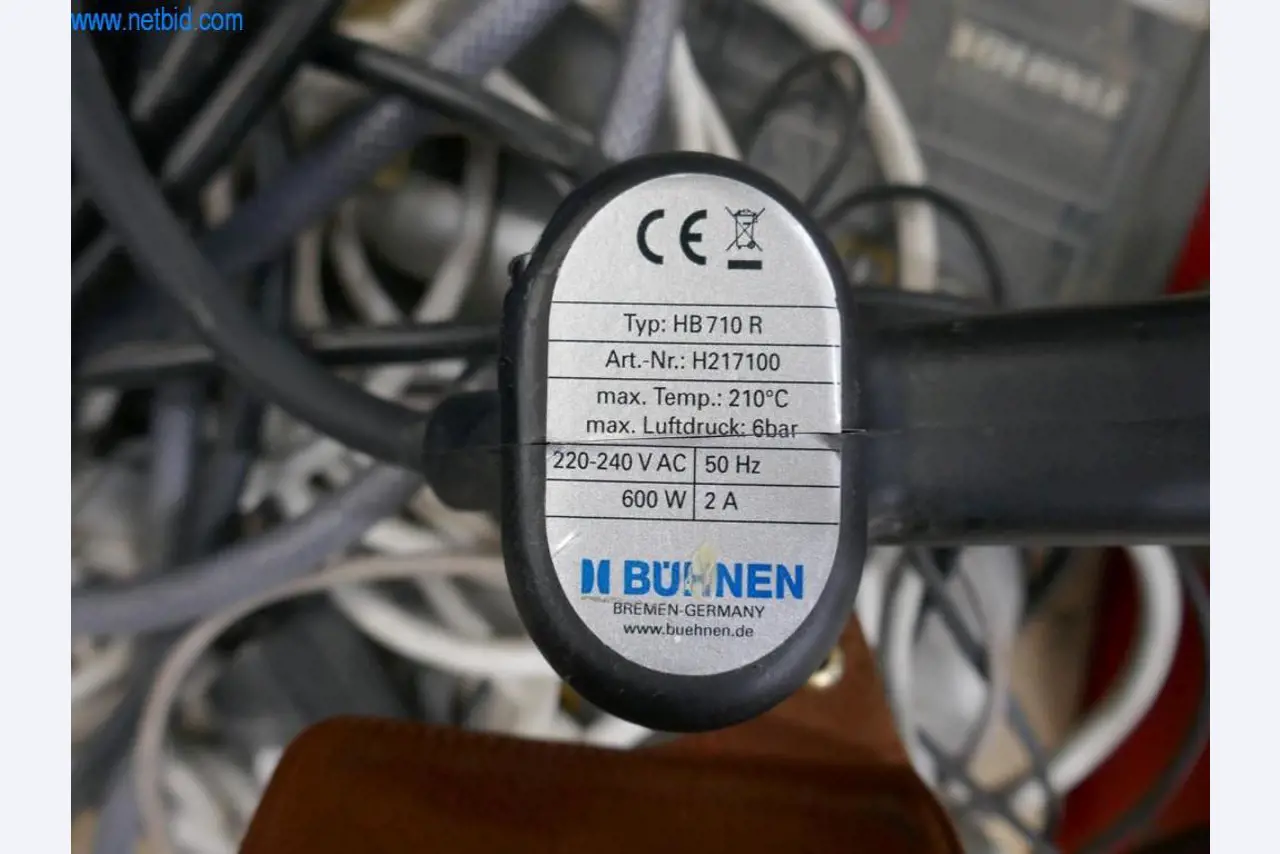 www.netbid.com
CE
Typ: HB 710 R
Art.-Nr.: H217100
max. Temp.: 210°C
max. Luftdruck: 6bar
220-240 V AC 50 Hz
600 W 2 A
BÜHNEN
BREMEN-GERMANY
www.buehnen.de